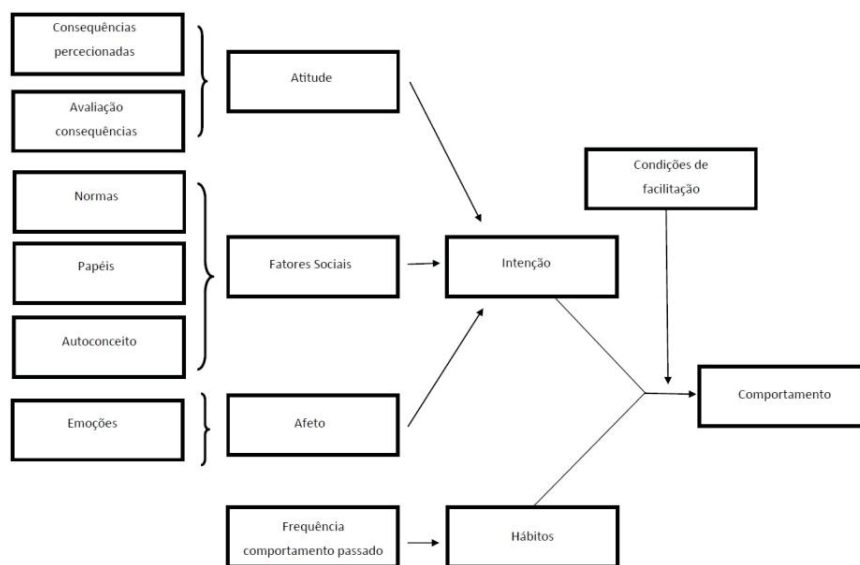 Consequências
percecionadas
Avaliação
consequências
Atitude
Condições de
facilitação
Normas
Papéis
Autoconceito
Fatores Sociais
Intenção
Comportamento
Emoções
Afeto
Frequência
comportamento passado
Hábitos